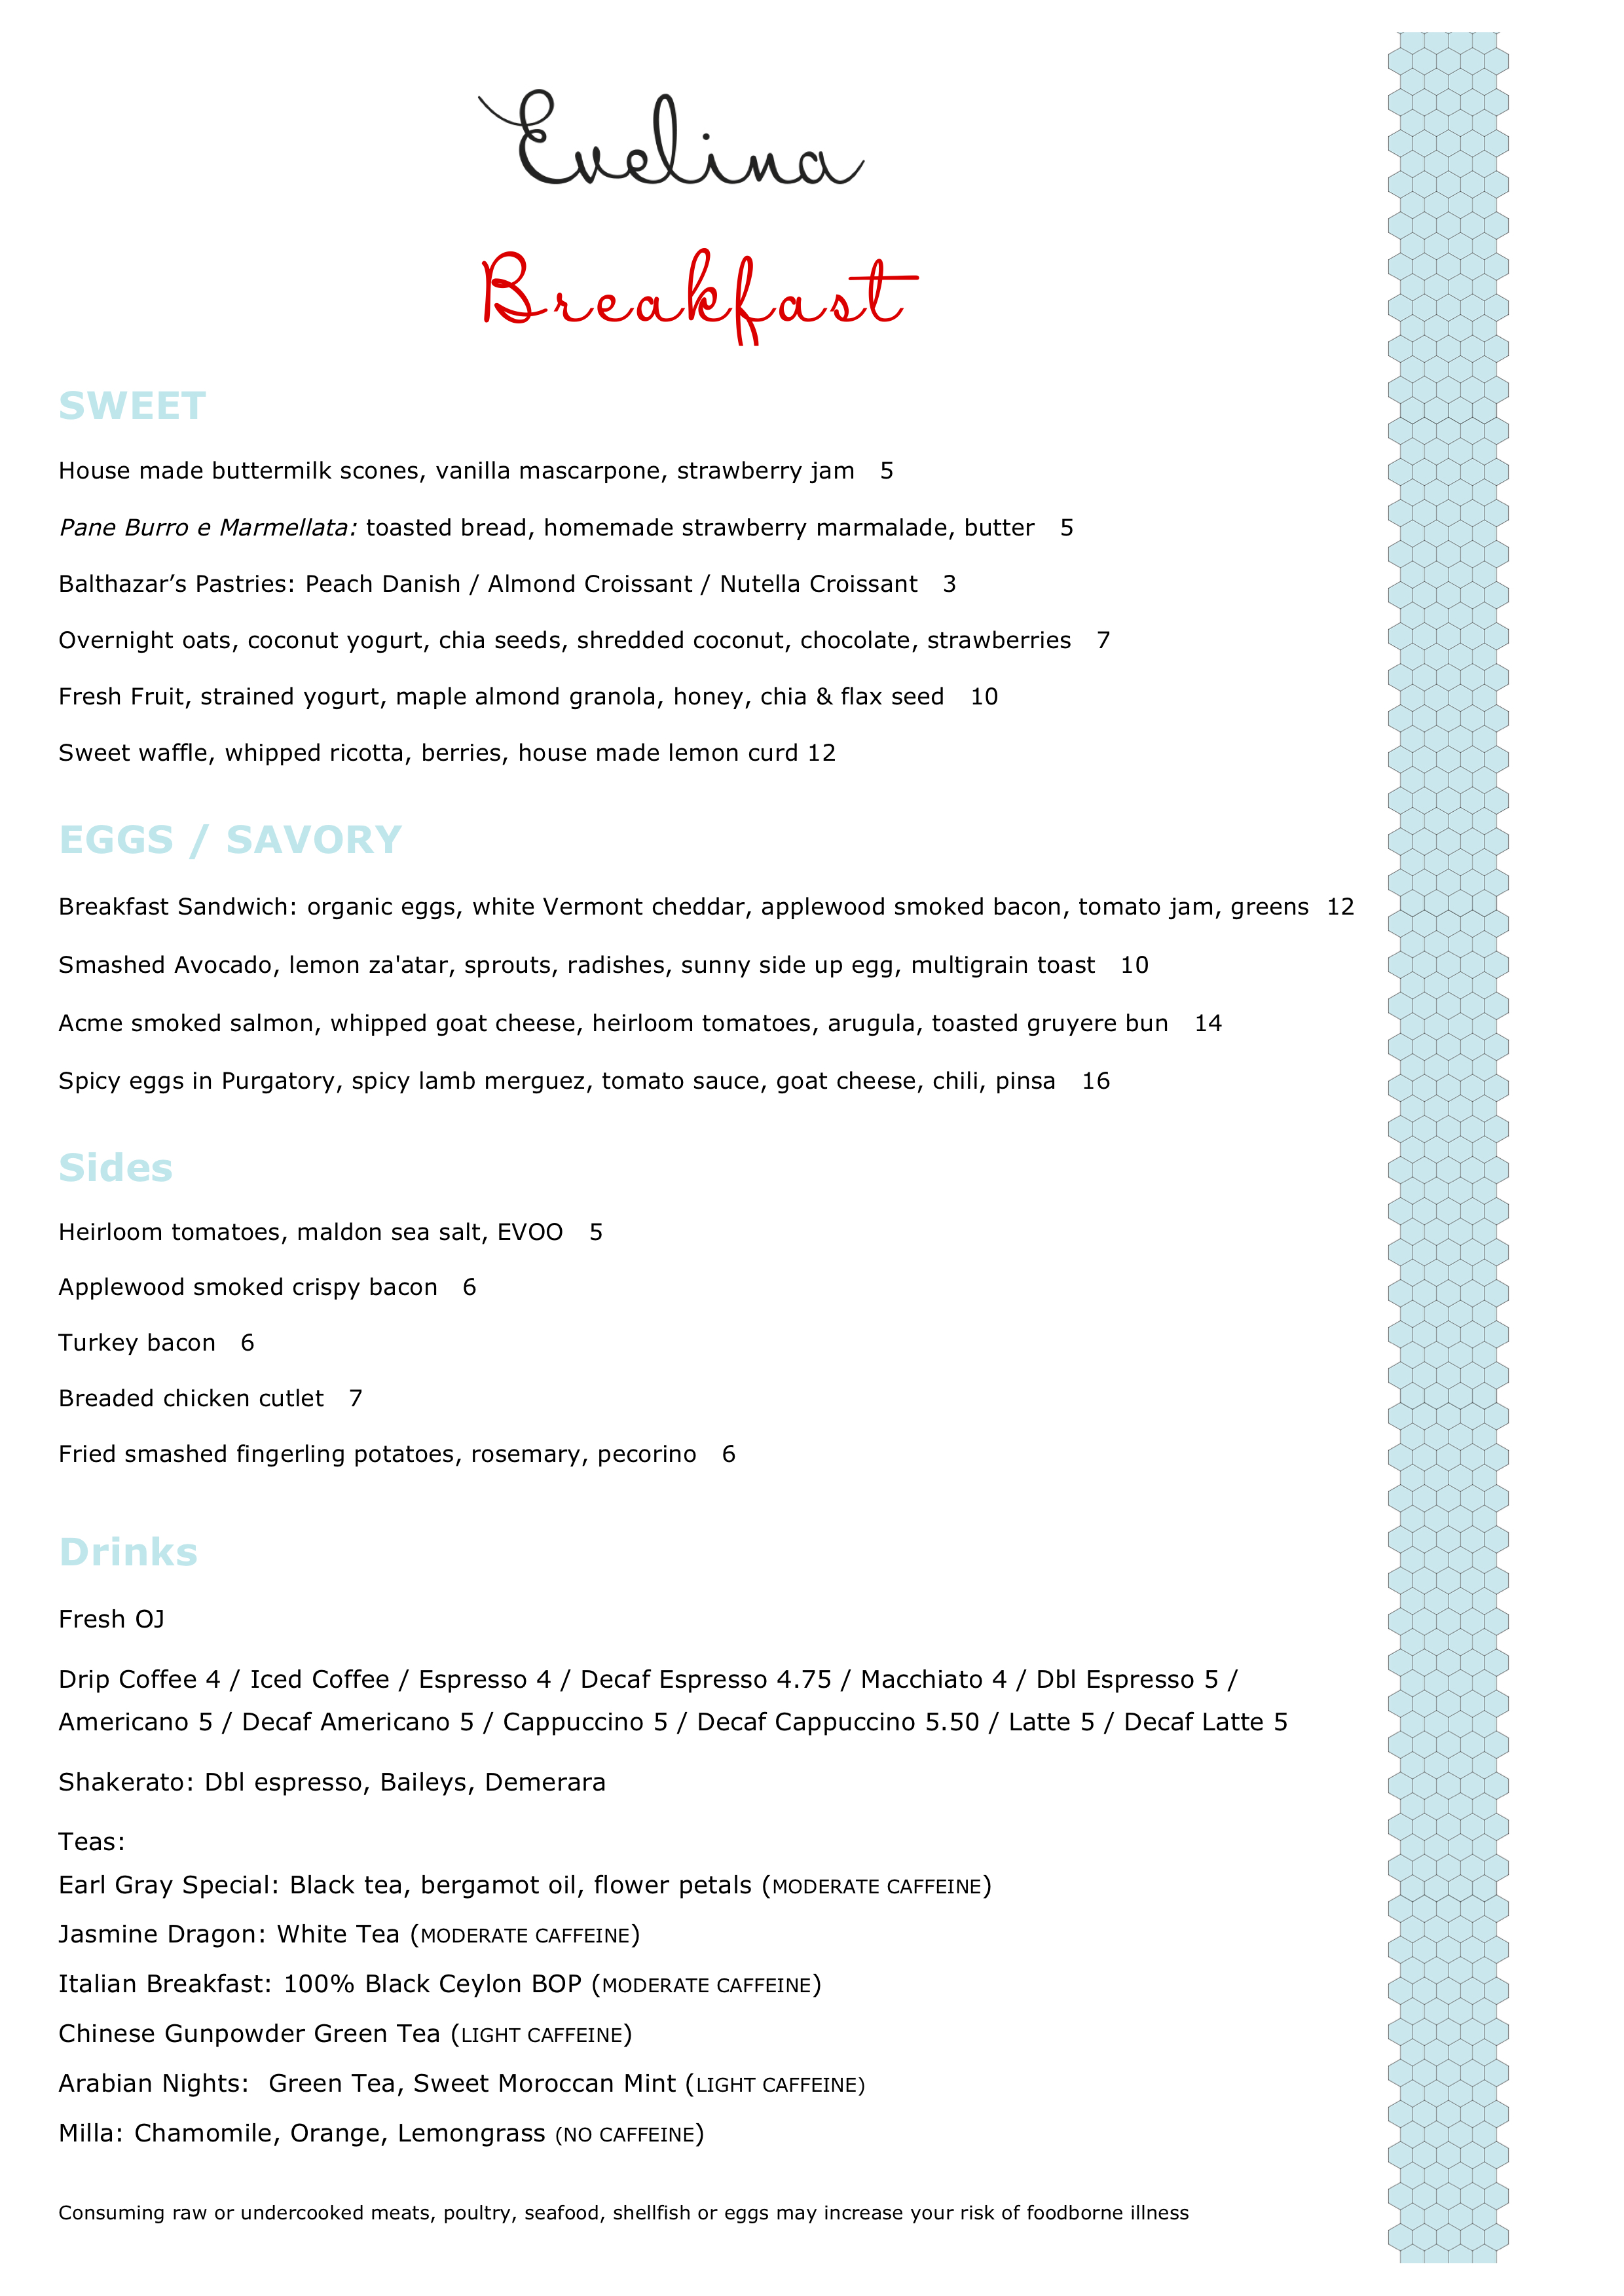 Evelina
Breakfast
SWEET
House made buttermilk scones, vanilla mascarpone, strawberry jam 5
Pane Burro e Marmellata: toasted bread, homemade strawberry marmalade, butter 5
Balthazar’s Pastries: Peach Danish / Almond Croissant / Nutella Croissant 3
Overnight oats, coconut yogurt, chia seeds, shredded coconut, chocolate, strawberries 7
Fresh Fruit, strained yogurt, maple almond granola, honey, chia & flax seed 10
Sweet waffle, whipped ricotta, berries, house made lemon curd 12
EGGS / SAVORY
Breakfast Sandwich: organic eggs, white Vermont cheddar, applewood smoked bacon, tomato jam, greens 12
Smashed Avocado, lemon za'atar, sprouts, radishes, sunny side up egg, multigrain toast 10
Acme smoked salmon, whipped goat cheese, heirloom tomatoes, arugula, toasted gruyere bun 14
Spicy eggs in Purgatory, spicy lamb merguez, tomato sauce, goat cheese, chili, pinsa 16
Sides
Heirloom tomatoes, maldon sea salt, EVOO 5
Applewood smoked crispy bacon 6
Turkey bacon 6
Breaded chicken cutlet 7
Fried smashed fingerling potatoes, rosemary, pecorino 6
Drinks
Fresh OJ
Drip Coffee 4 / Iced Coffee / Espresso 4 / Decaf Espresso 4.75 / Macchiato 4 / Dbl Espresso 5 /
Americano 5 / Decaf Americano 5 / Cappuccino 5 / Decaf Cappuccino 5.50 / Latte 5 / Decaf Latte 5
Shakerato: Dbl espresso, Baileys, Demerara
Teas:
Earl Gray Special: Black tea, bergamot oil, flower petals (MODERATE CAFFEINE)
Jasmine Dragon: White Tea (MODERATE CAFFEINE)
Italian Breakfast: 100% Black Ceylon BOP (MODERATE CAFFEINE)
Chinese Gunpowder Green Tea (LIGHT CAFFEINE)
Arabian Nights: Green Tea, Sweet Moroccan Mint (LIGHT CAFFEINE)
Milla: Chamomile, Orange, Lemongrass (NO CAFFEINE)
Consuming raw or undercooked meats, poultry, seafood, shellfish or eggs may increase your risk of foodborne illness